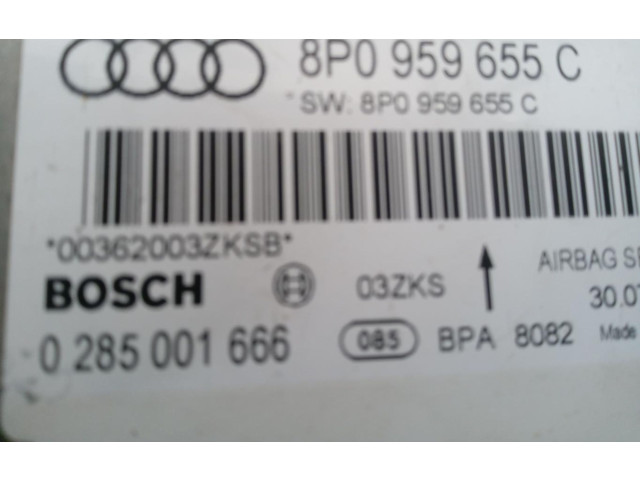 8P0 959 655 C
SW: 8P0 959 655 C
*00362003ZKSB*
AIRBAG
BOSCH 03ZKS 30.0
0 285 001 666 085 BPA 8082 Made